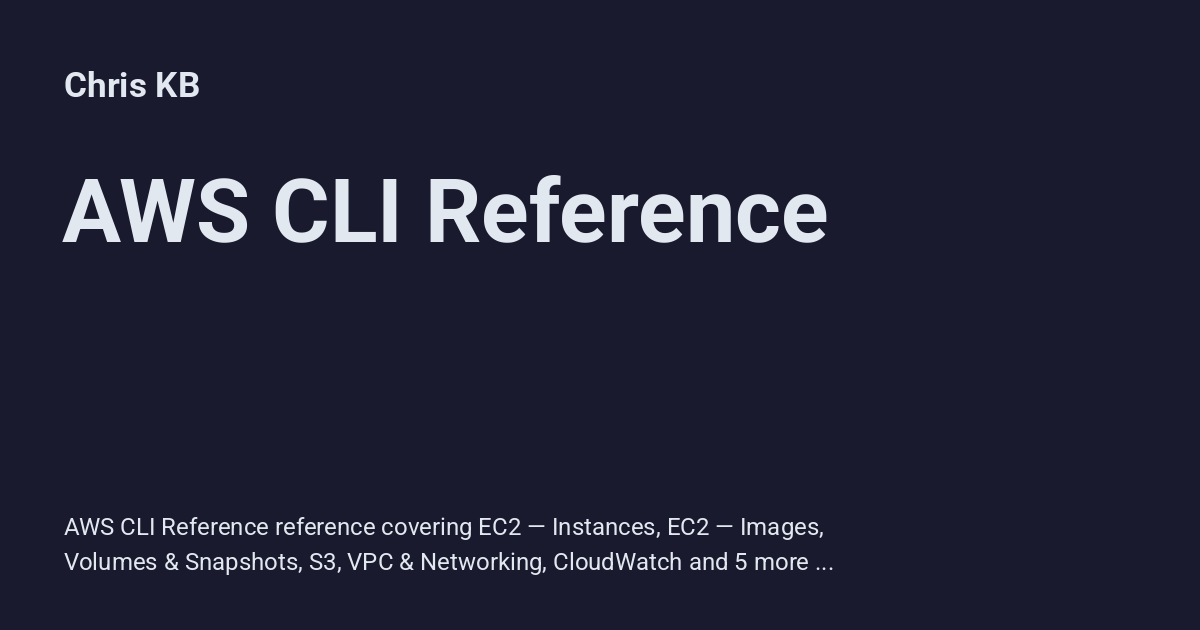 Chris KB
AWS CLI Reference
AWS CLI Reference reference covering EC2 — Instances, EC2 — Images,
Volumes & Snapshots, S3, VPC & Networking, CloudWatch and 5 more ...